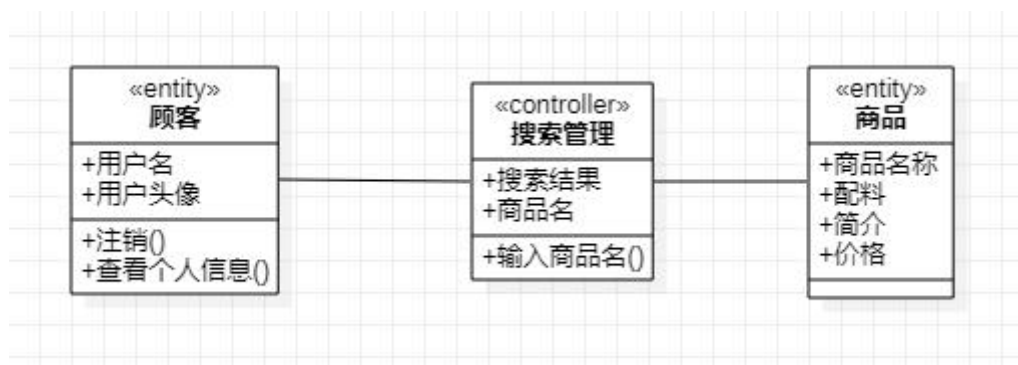 «entity»
顾客
+用户名
+用户头像
+注销()
+查看个人信息()
«controller»
搜索管理
+搜索结果
+商品名
+输入商品名()
«entity»
商品
+商品名称
+配料
+简介
+价格